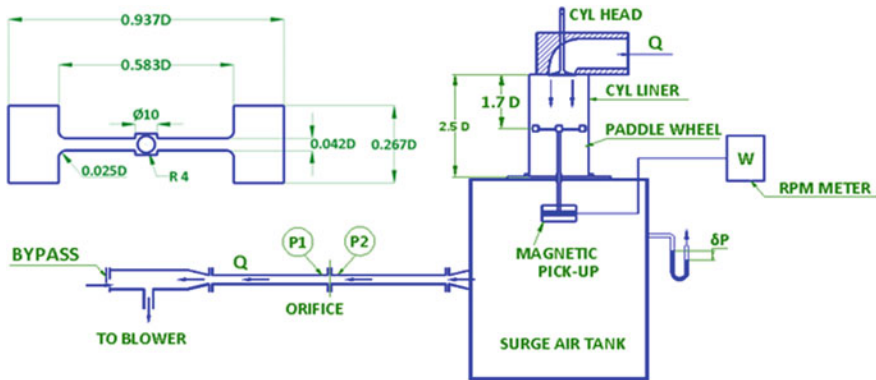 0.937D
0.583D
Ø10
0.042D
0.267D
0.025D
R 4
CYL HEAD
Q
CYL LINER
1.7 D
2.5 D
PADDLE WHEEL
W
RPM METER
MAGNETIC
PICK-UP
δP
SURGE AIR TANK
BYPASS
Q
P1
P2
ORIFICE
TO BLOWER